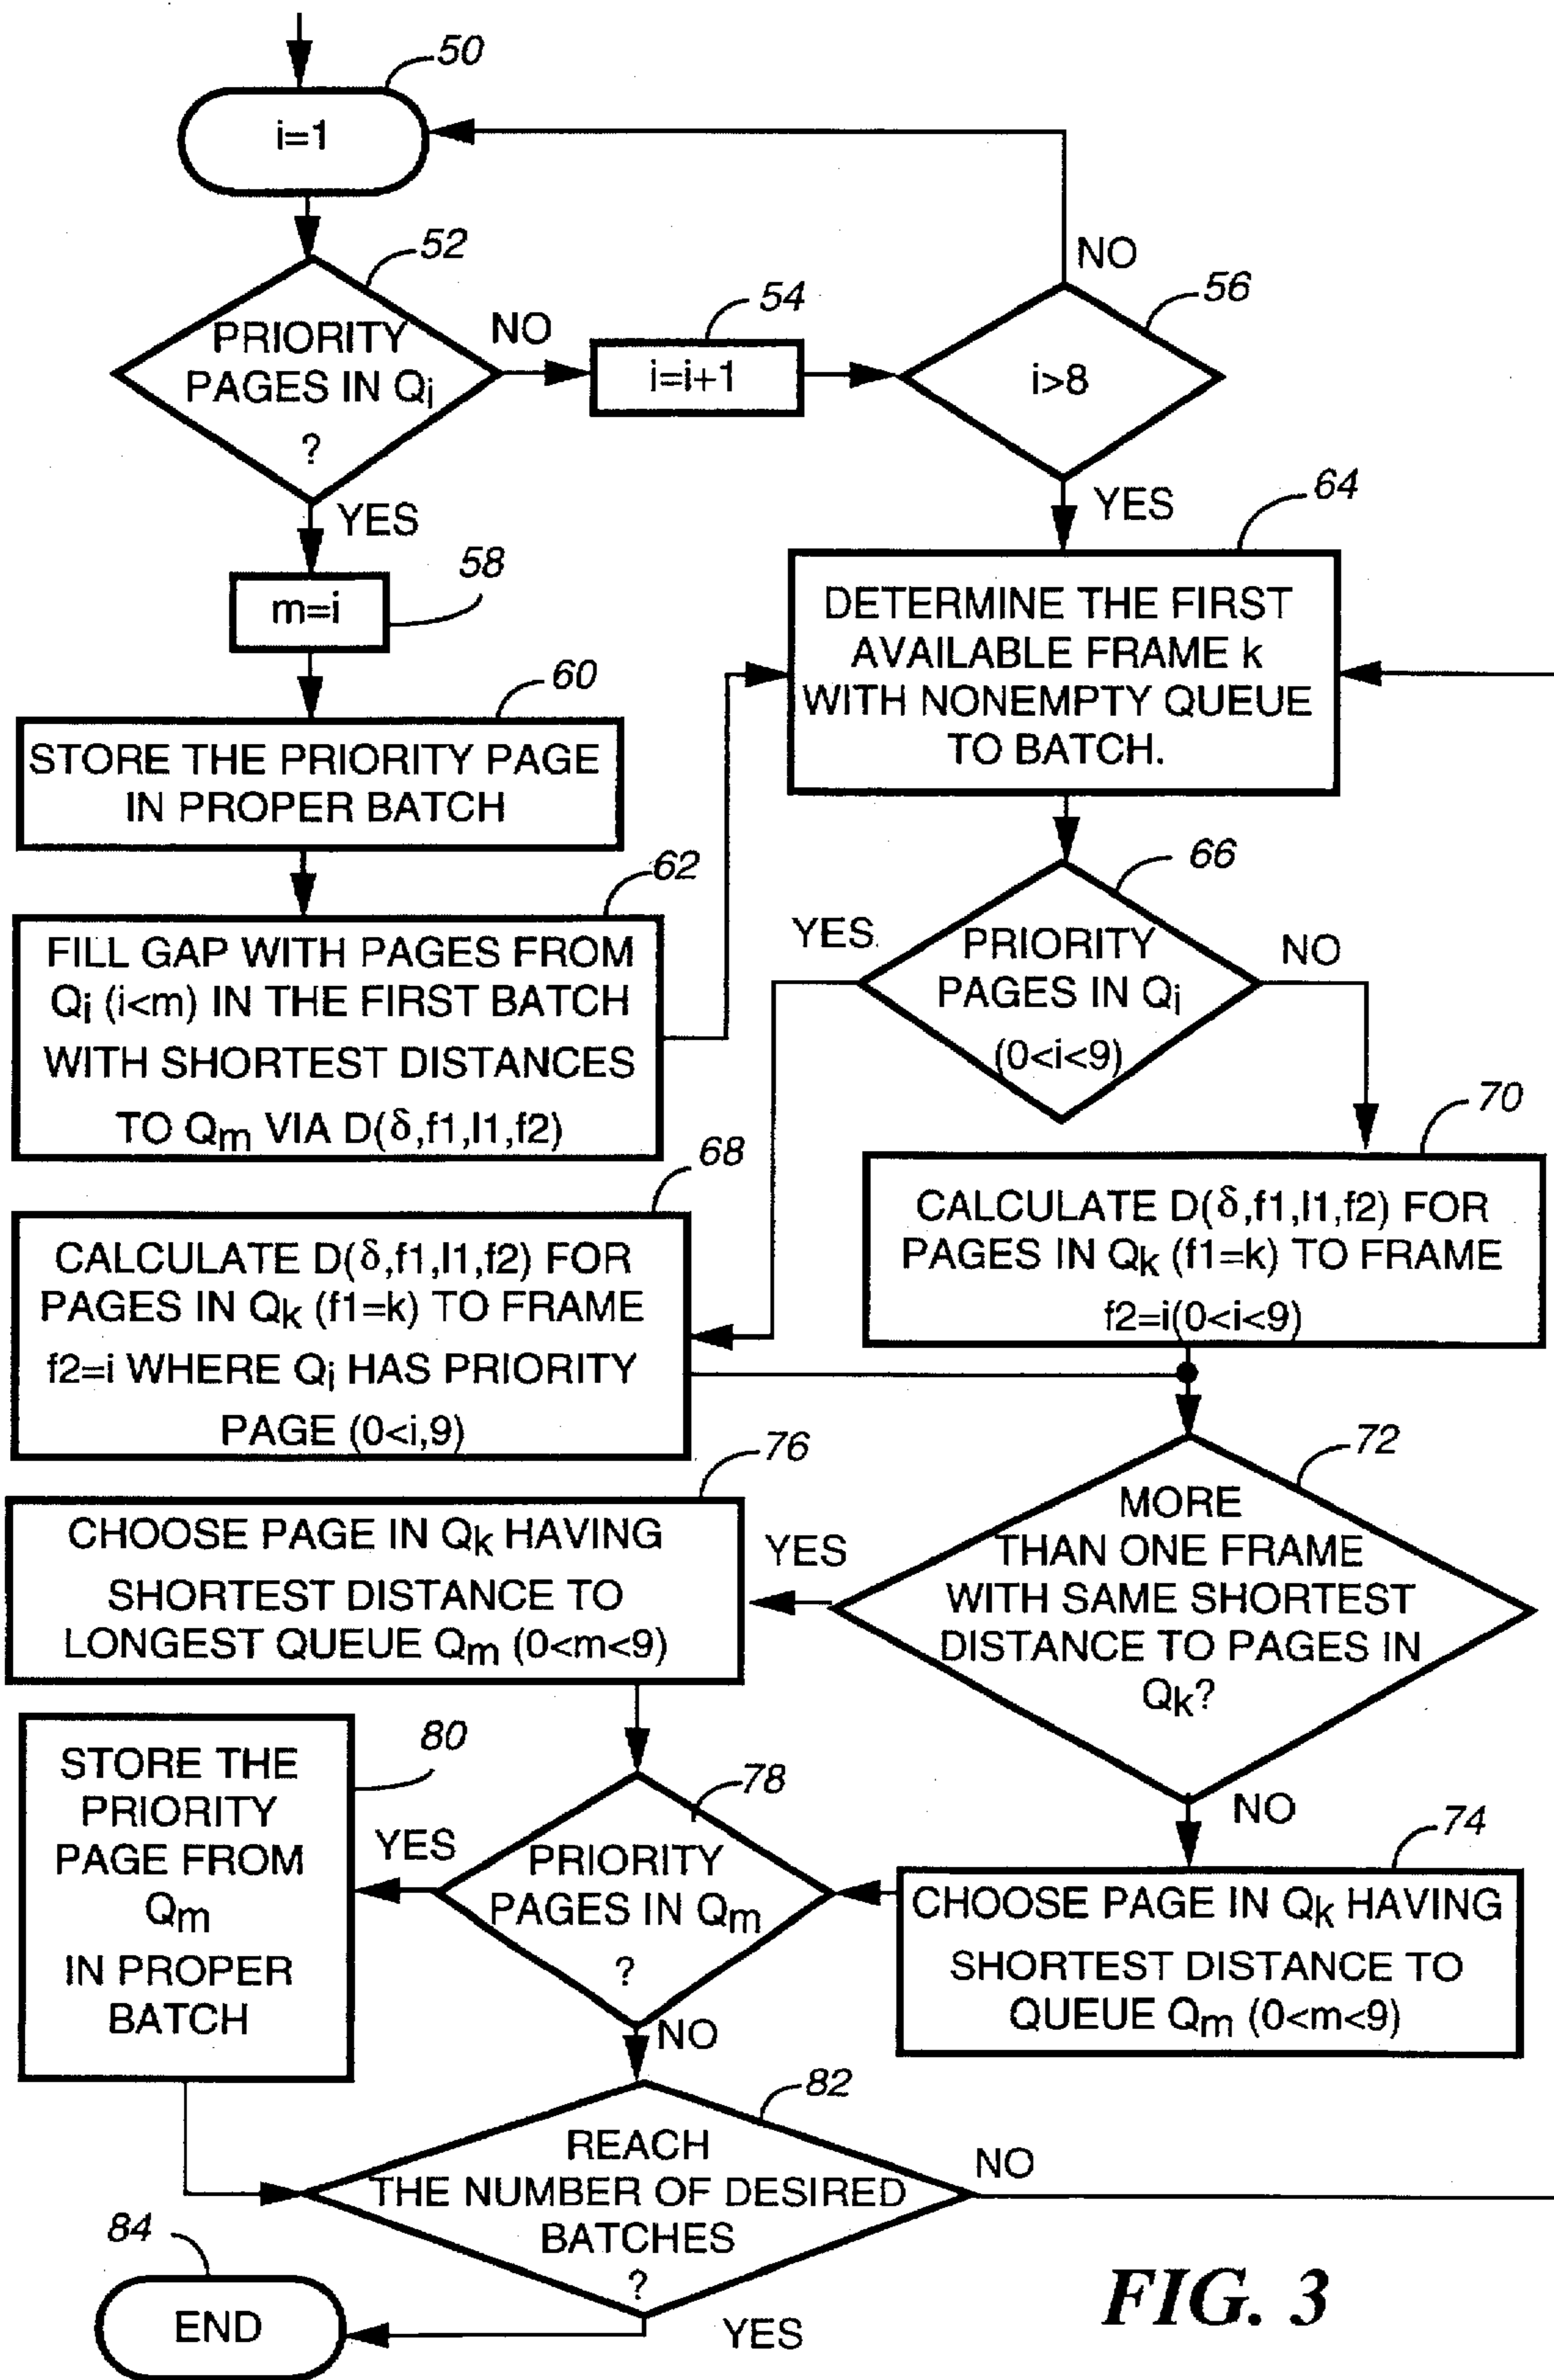 50
i=1
52
PRIORITY
PAGES IN Qi
?
NO
54
i=i+1
NO
56
i>8
YES
YES
58
m=i
64
DETERMINE THE FIRST
AVAILABLE FRAME k
WITH NONEMPTY QUEUE
TO BATCH.
60
STORE THE PRIORITY PAGE
IN PROPER BATCH
62
FILL GAP WITH PAGES FROM
Qi (i<m) IN THE FIRST BATCH
WITH SHORTEST DISTANCES
TO Qm VIA D(δ,f1,l1,f2)
66
YES
PRIORITY
PAGES IN Qi
(0<i<9)
NO
68
CALCULATE D(δ,f1,l1,f2) FOR
PAGES IN Qk (f1=k) TO FRAME
f2=i WHERE Qi HAS PRIORITY
PAGE (0<i,9)
70
CALCULATE D(δ,f1,l1,f2) FOR
PAGES IN Qk (f1=k) TO FRAME
f2=i(0<i<9)
72
MORE
THAN ONE FRAME
WITH SAME SHORTEST
DISTANCE TO PAGES IN
Qk?
YES
NO
76
CHOOSE PAGE IN Qk HAVING
SHORTEST DISTANCE TO
LONGEST QUEUE Qm (0<m<9)
74
CHOOSE PAGE IN Qk HAVING
SHORTEST DISTANCE TO
QUEUE Qm (0<m<9)
78
PRIORITY
PAGES IN Qm
?
YES
NO
80
STORE THE
PRIORITY
PAGE FROM
Qm
IN PROPER
BATCH
82
REACH
THE NUMBER OF DESIRED
BATCHES
?
NO
YES
84
END
FIG. 3